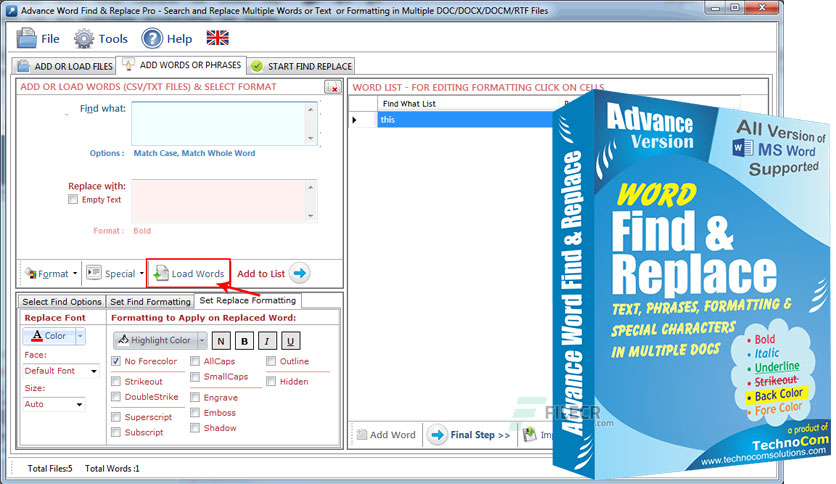 Advance Word Find & Replace Pro - Search and Replace Multiple Words or Text or Formatting in Multiple DOC/DOCX/DOCM/RTF Files
File Tools Help
ADD OR LOAD FILES ADD WORDS OR PHRASES START FIND REPLACE
ADD OR LOAD WORDS (CSV/TXT FILES) & SELECT FORMAT
Find what:
Options : Match Case, Match Whole Word
Replace with:
Empty Text
Format : Bold
Format Special Load Words Add to List
Select Find Options Set Find Formatting Set Replace Formatting
Replace Font
Color
Face:
Default Font
Size:
Auto
Formatting to Apply on Replaced Word:
Highlight Color N B I U
No Forecolor AllCaps Outline
Strikeout SmallCaps Hidden
DoubleStrike Engrave
Superscript Emboss
Subscript Shadow
WORD LIST - FOR EDITING FORMATTING CLICK ON CELLS
Find What List
this
Add Word Final Step >>
Total Files:5 Total Words :1
FILECR
.com
Advance Word Find & Replace
Advance
Version
All Version of
W MS Word
Supported
WORD
Find &
Replace
TEXT, PHRASES, FORMATTING &
SPECIAL CHARACTERS
IN MULTIPLE DOCS
• Bold
• Italic
• Underline
• Strikeout
• Back Color
• Fore Color
a product of
TechnoCom
www.technocomsolutions.com